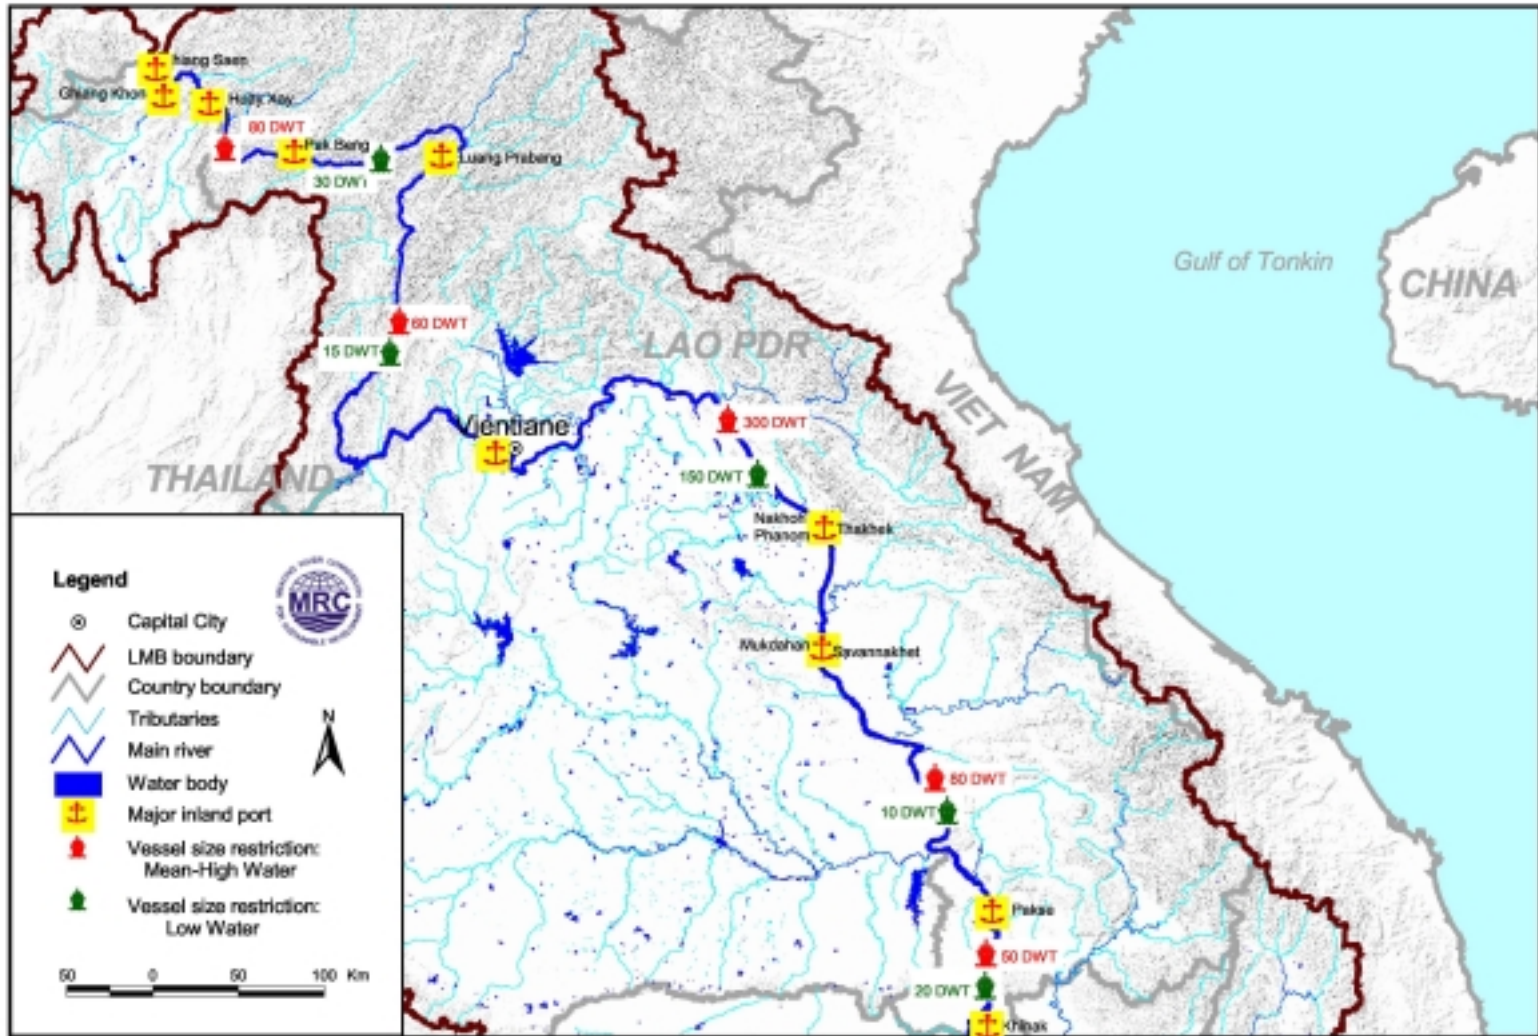 hiang Saen
Chiang Khon
Huay Xay
80 DWT
Pak Beng
30 DWT
Luang Prabang
Gulf of Tonkin
CHINA
60 DWT
15 DWT
LAO PDR
VIET NAM
Vientiane
300 DWT
THAILAND
150 DWT
Nakhon
Phanom
Thakhek
Legend
MRC
Capital City
LMB boundary
Country boundary
Tributaries
Main river
Water body
Major inland port
Vessel size restriction:
Mean-High Water
Vessel size restriction:
Low Water
N
50 0 50 100 Km
Mukdahan
Savannakhet
80 DWT
10 DWT
Pakse
50 DWT
20 DWT
Khinak